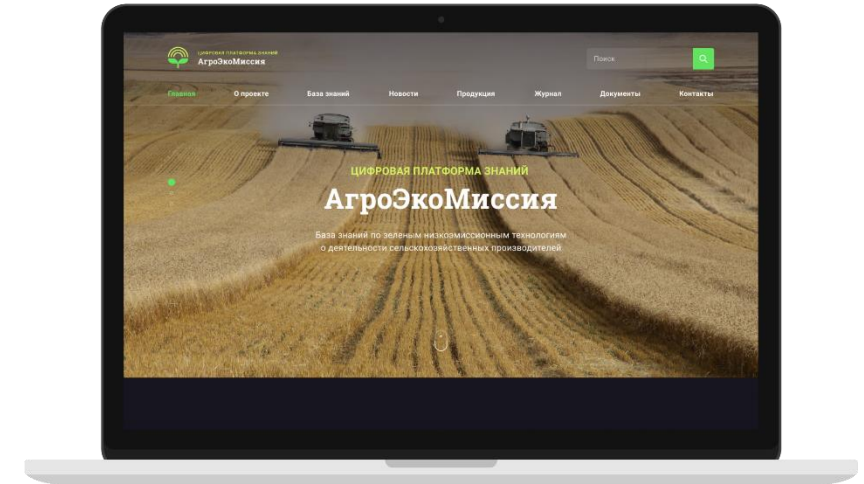 ЦИФРОВАЯ ПЛАТФОРМА ЗНАНИЙ
АгроЭкоМиссия
Поиск
Главная О проекте База знаний Новости Продукция Журнал Документы Контакты
ЦИФРОВАЯ ПЛАТФОРМА ЗНАНИЙ
АгроЭкоМиссия
База знаний по зеленым низкоэмиссионным технологиям
о деятельности сельскохозяйственных производителей